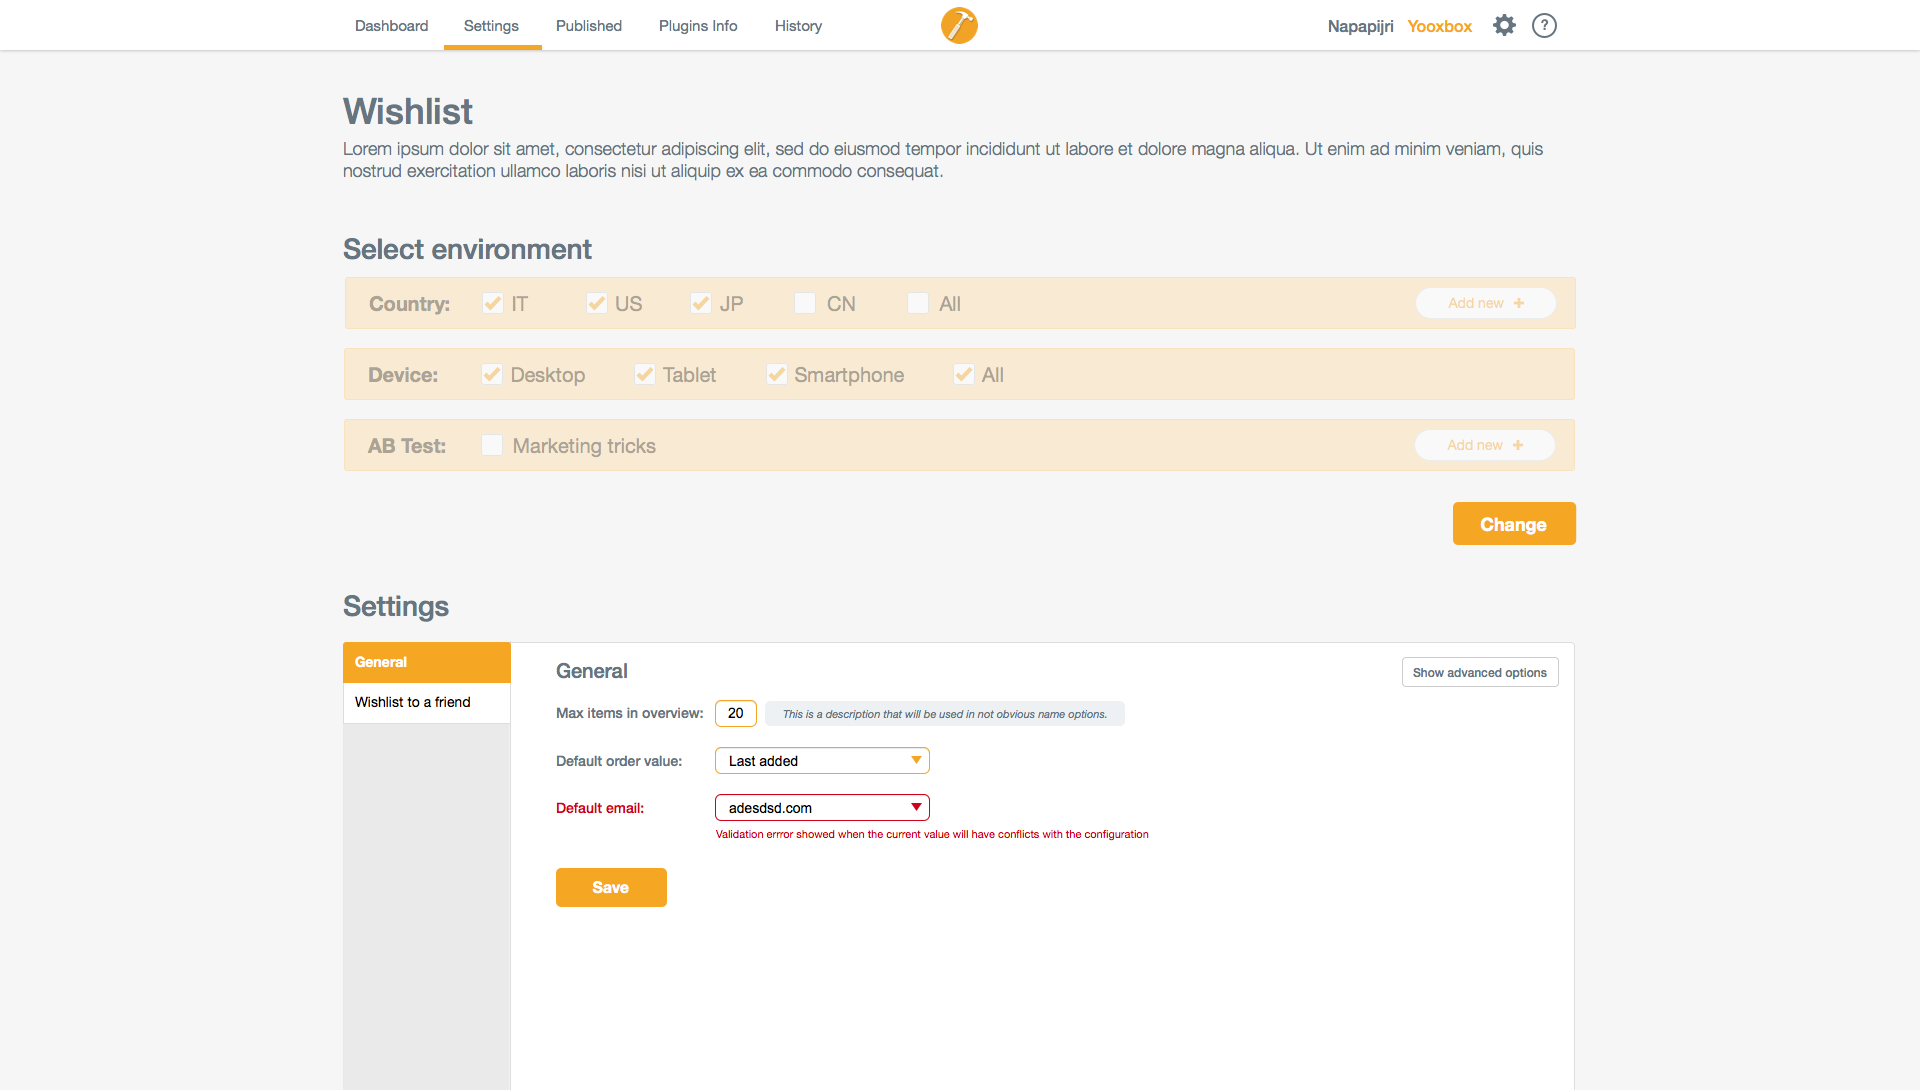 Dashboard Settings Published Plugins Info History Napapijri Yooxbox ?
Wishlist
Lorem ipsum dolor sit amet, consectetur adipiscing elit, sed do eiusmod tempor incididunt ut labore et dolore magna aliqua. Ut enim ad minim veniam, quis
nostrud exercitation ullamco laboris nisi ut aliquip ex ea commodo consequat.
Select environment
Country: IT US JP CN All Add new +
Device: Desktop Tablet Smartphone All
AB Test: Marketing tricks Add new +
Change
Settings
General
Wishlist to a friend
General
Show advanced options
Max items in overview: 20 This is a description that will be used in not obvious name options.
Default order value: Last added
Default email: adesdsd.com
Validation errror showed when the current value will have conflicts with the configuration
Save